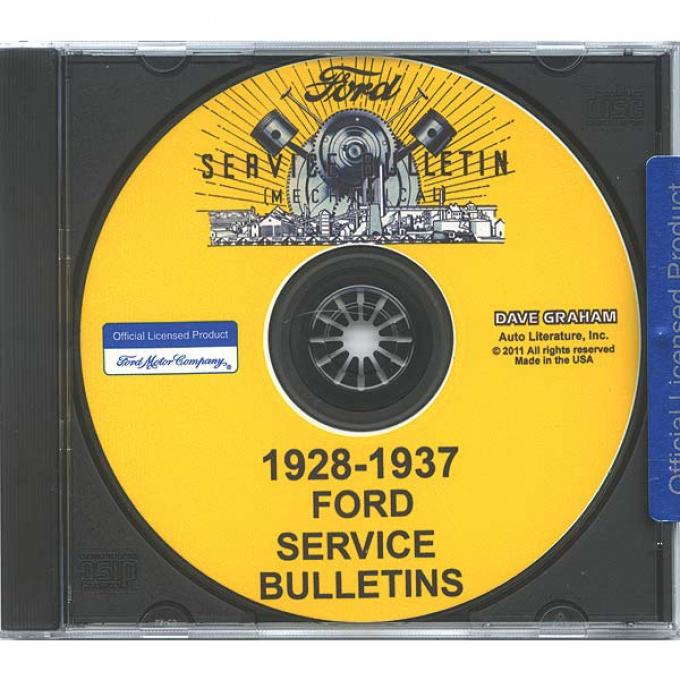 Ford
SERVICE BULLETIN
(MECHANICAL)
Official Licensed Product
Ford Motor Company®
DAVE GRAHAM
Auto Literature, Inc.
© 2011 All rights reserved
Made in the USA
1928-1937
FORD
SERVICE
BULLETINS
Official Licensed Product